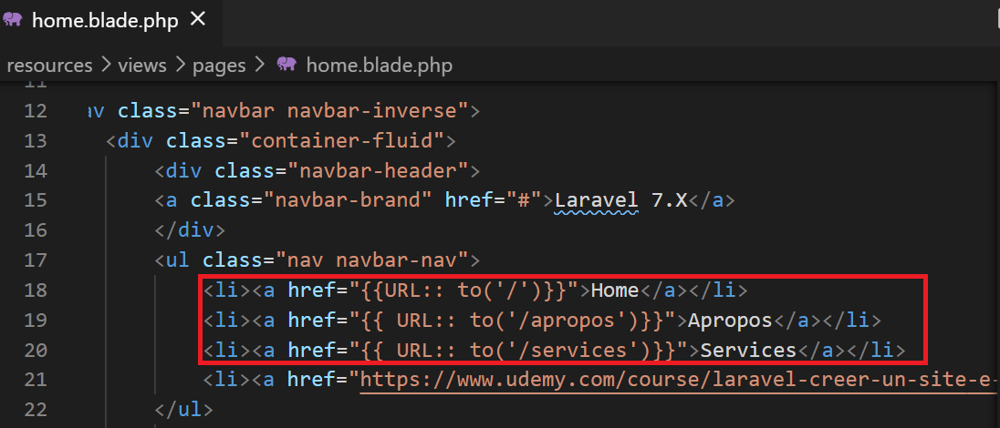 home.blade.php ×
resources > views > pages > home.blade.php
11
12 av class="navbar navbar-inverse">
13 <div class="container-fluid">
14 <div class="navbar-header">
15 <a class="navbar-brand" href="#">Laravel 7.X</a>
16 </div>
17 <ul class="nav navbar-nav">
18 <li><a href="{{URL:: to('/')}}">Home</a></li>
19 <li><a href="{{ URL:: to('/apropos')}}">Apropos</a></li>
20 <li><a href="{{ URL:: to('/services')}}">Services</a></li>
21 <li><a href="https://www.udemy.com/course/laravel-creer-un-site-e-
22 </ul>